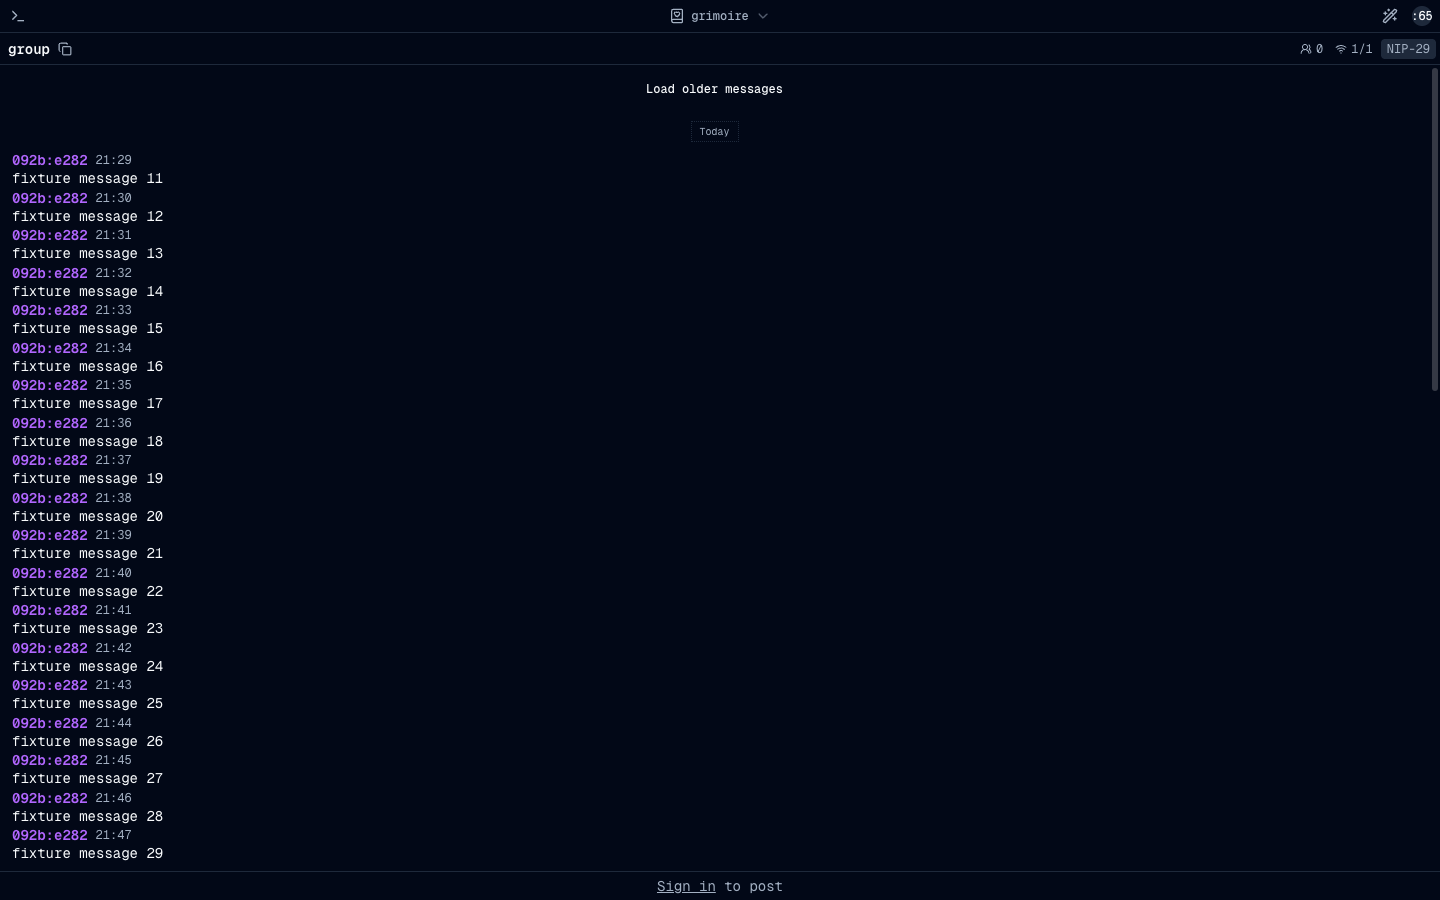 grimoire
:65
group
0
1/1
NIP-29
Load older messages
Today
092b:e282 21:29
fixture message 11
092b:e282 21:30
fixture message 12
092b:e282 21:31
fixture message 13
092b:e282 21:32
fixture message 14
092b:e282 21:33
fixture message 15
092b:e282 21:34
fixture message 16
092b:e282 21:35
fixture message 17
092b:e282 21:36
fixture message 18
092b:e282 21:37
fixture message 19
092b:e282 21:38
fixture message 20
092b:e282 21:39
fixture message 21
092b:e282 21:40
fixture message 22
092b:e282 21:41
fixture message 23
092b:e282 21:42
fixture message 24
092b:e282 21:43
fixture message 25
092b:e282 21:44
fixture message 26
092b:e282 21:45
fixture message 27
092b:e282 21:46
fixture message 28
092b:e282 21:47
fixture message 29
Sign in to post